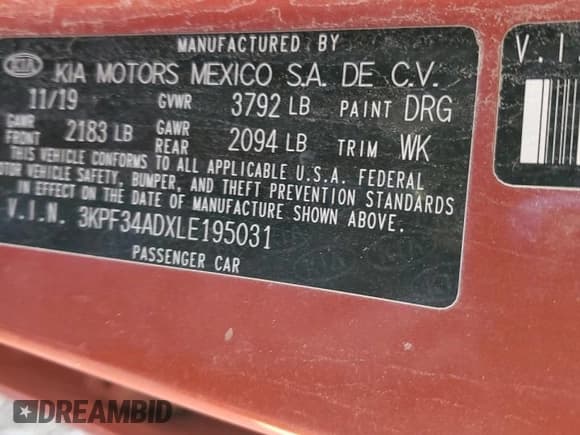 MANUFACTURED BY
KIA KIA MOTORS MEXICO S.A. DE C.V.
11/19 GVWR 3792 LB PAINT DRG
GAWR FRONT 2183 LB GAWR REAR 2094 LB TRIM WK
THIS VEHICLE CONFORMS TO ALL APPLICABLE U.S.A. FEDERAL
MOTOR VEHICLE SAFETY, BUMPER, AND THEFT PREVENTION STANDARDS
IN EFFECT ON THE DATE OF MANUFACTURE SHOWN ABOVE.
V.I.N. 3KPF34ADXLE195031
PASSENGER CAR
V.I
DREAMBID